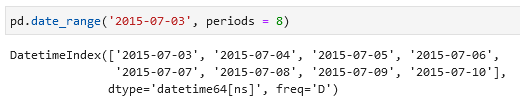 pd.date_range('2015-07-03', periods = 8)
DatetimeIndex(['2015-07-03', '2015-07-04', '2015-07-05', '2015-07-06',
'2015-07-07', '2015-07-08', '2015-07-09', '2015-07-10'],
dtype='datetime64[ns]', freq='D')